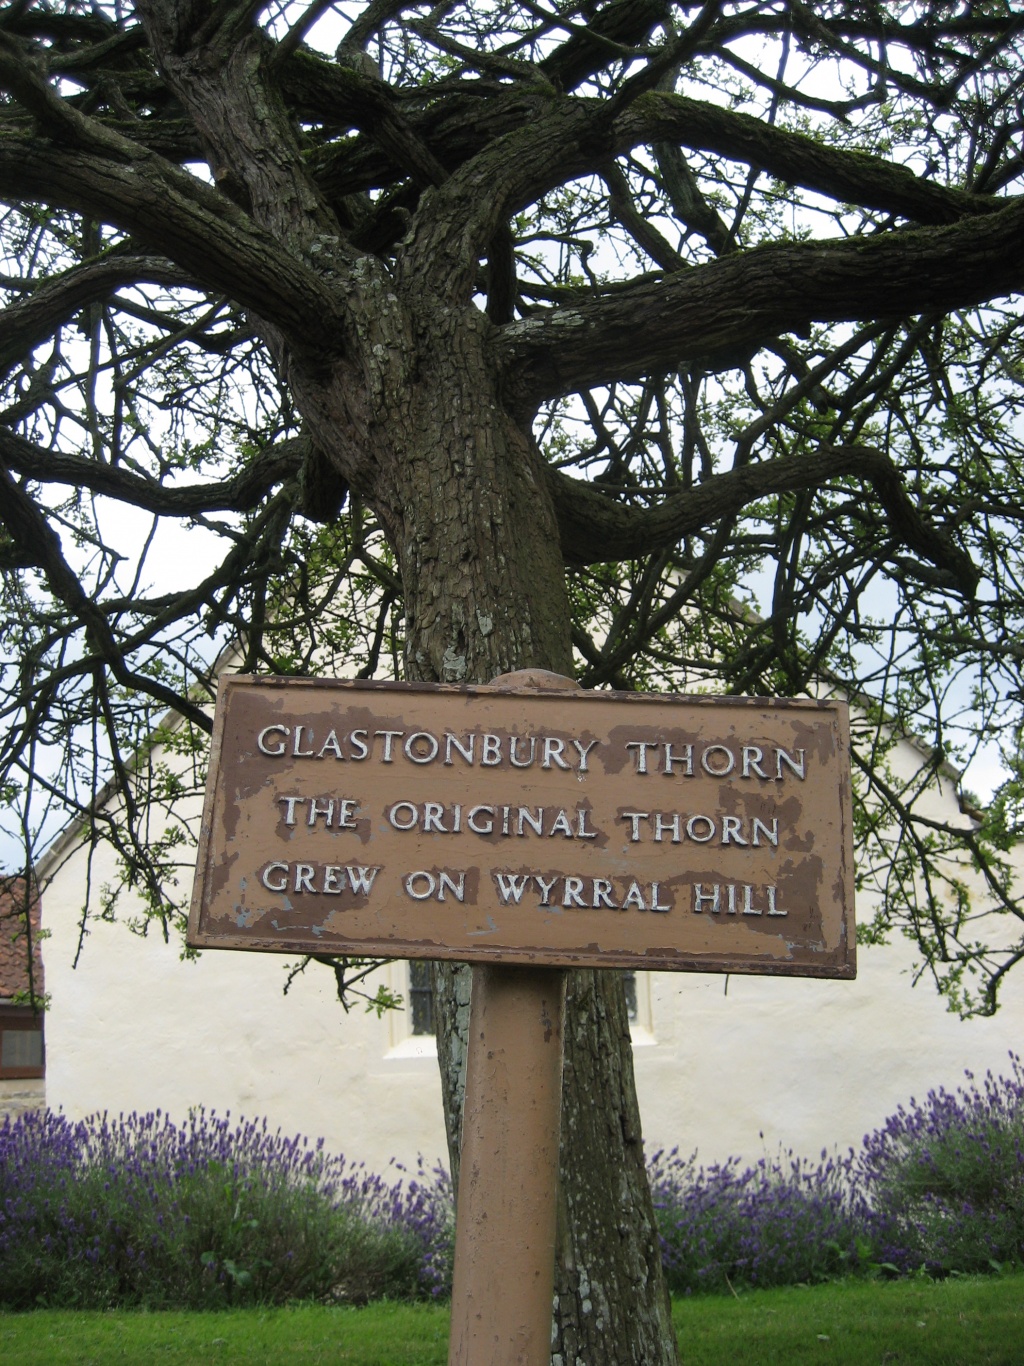 GLASTONBURY THORN
THE ORIGINAL THORN
GREW ON WYRRAL HILL